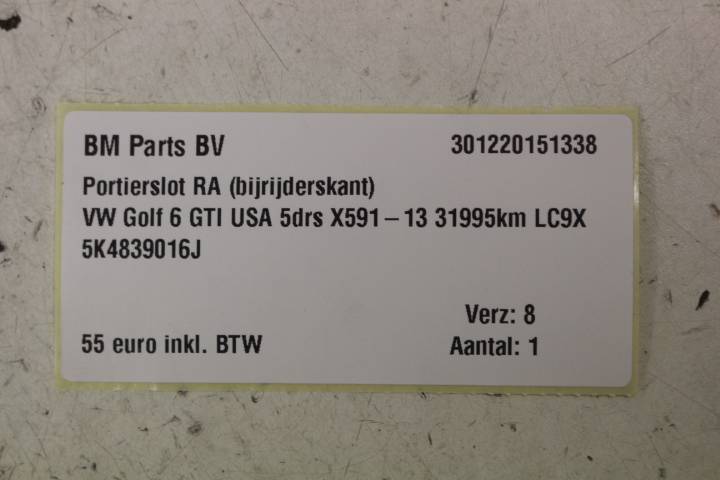 BM Parts BV 301220151338
Portierslot RA (bijrijderskant)
VW Golf 6 GTI USA 5drs X591 – 13 31995km LC9X
5K4839016J
Verz: 8
55 euro inkl. BTW Aantal: 1